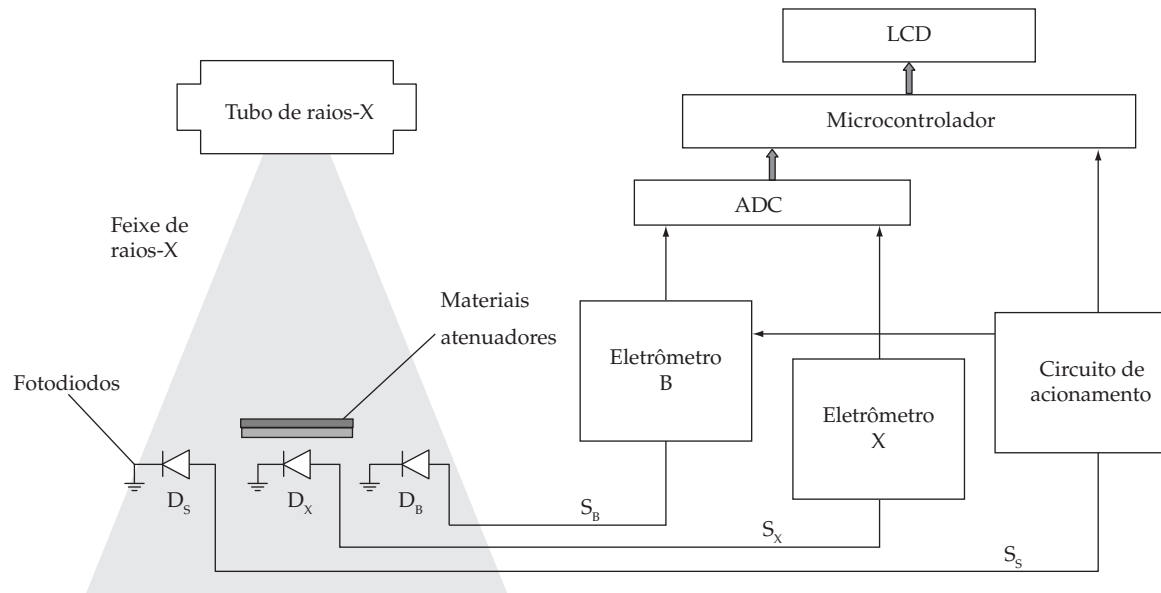 LCD
Tubo de raios-X
Microcontrolador
ADC
Feixe de
raios-X
Materiais
atenuadores
Eletrômetro
B
Circuito de
acionamento
Fotodiodos
Eletrômetro
X
D_S
D_X
D_B
S_B
S_X
S_S